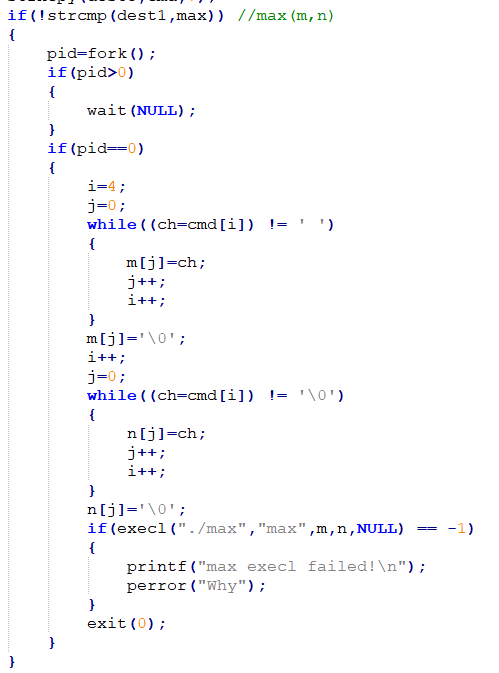 if(!strcmp(dest1,max)) //max(m,n)
{
pid=fork();
if(pid>0)
{
wait(NULL);
}
if(pid==0)
{
i=4;
j=0;
while((ch=cmd[i]) != ' ')
{
m[j]=ch;
j++;
i++;
}
m[j]='\0';
i++;
j=0;
while((ch=cmd[i]) != '\0')
{
n[j]=ch;
j++;
i++;
}
n[j]='\0';
if(execl("./max","max",m,n,NULL) == -1)
{
printf("max execl failed!\n");
perror("Why");
}
exit(0);
}
}